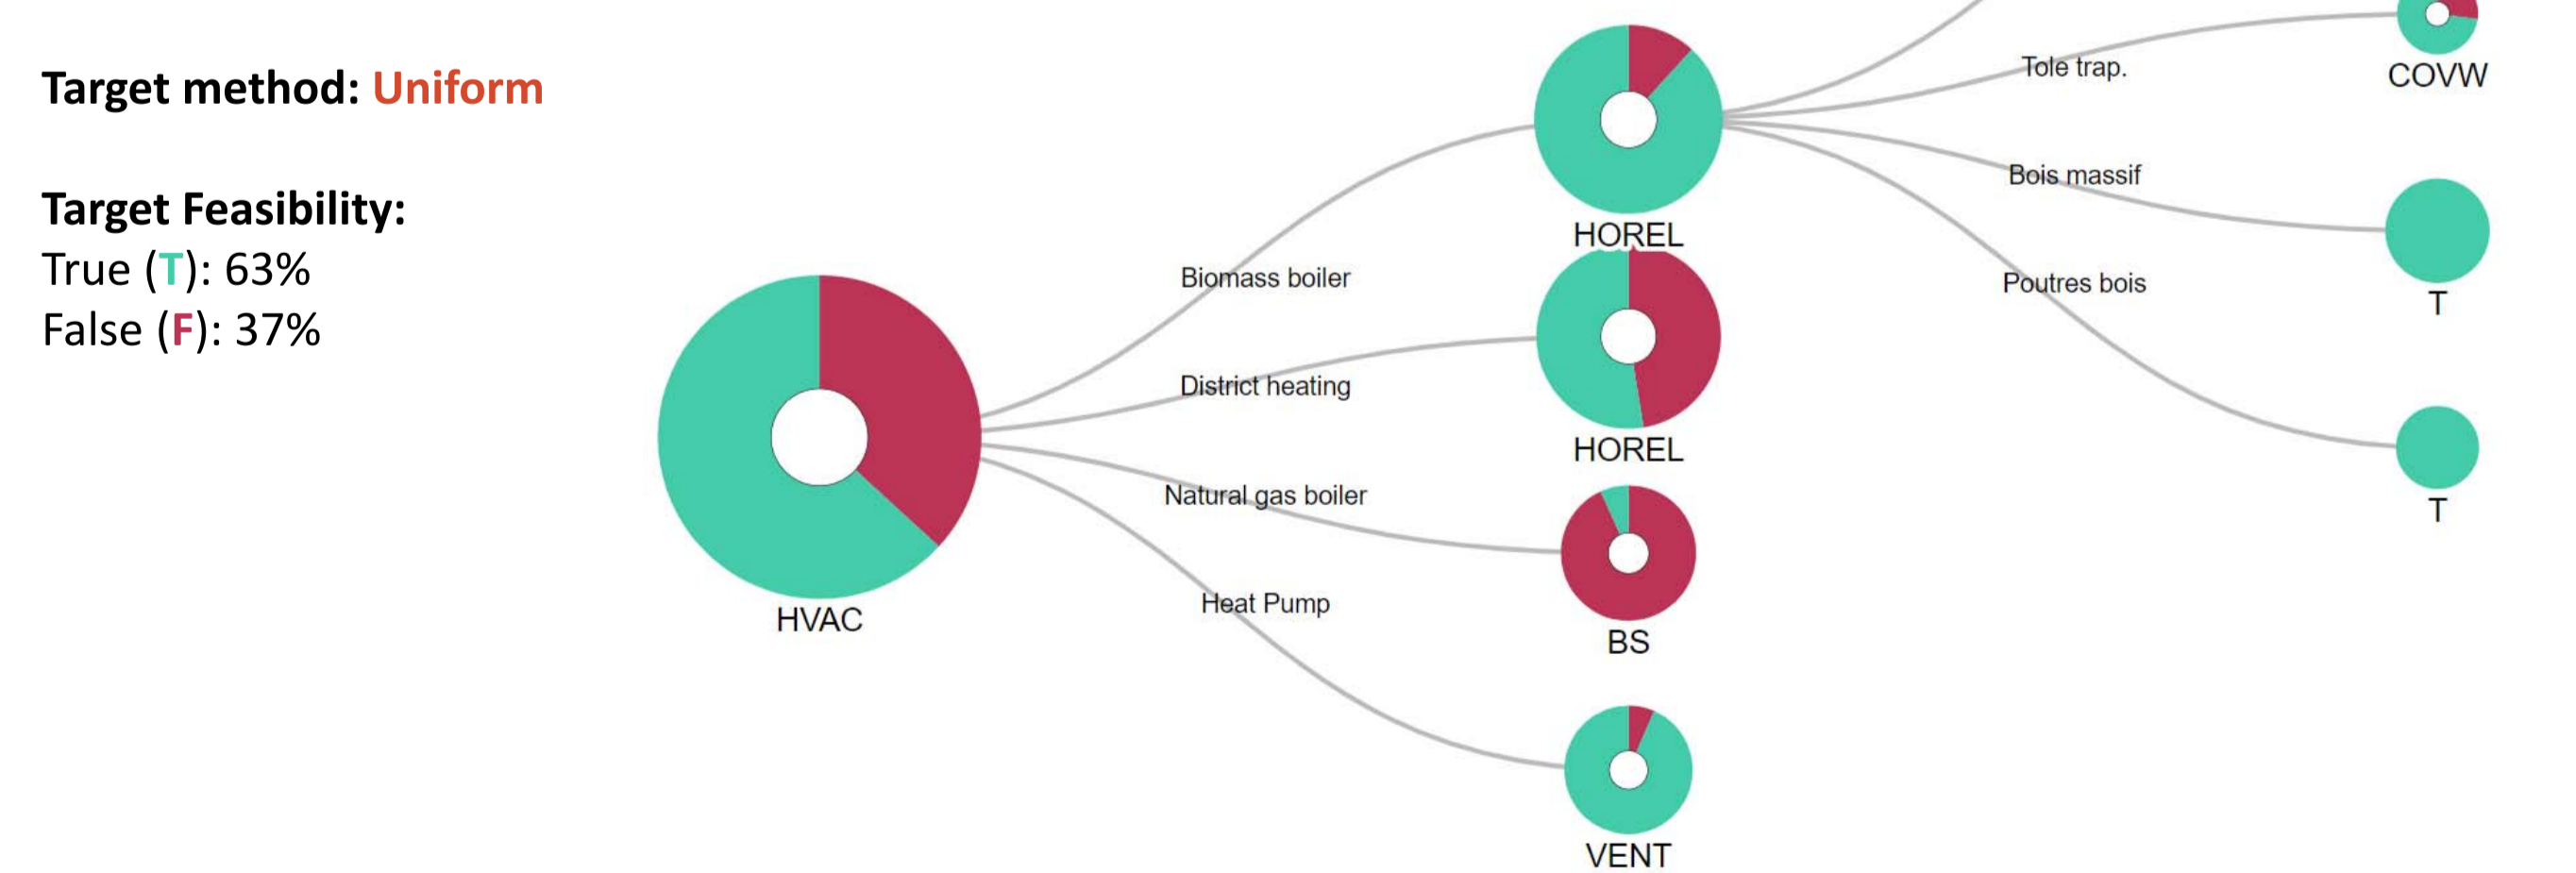 Target method: Uniform
Target Feasibility:
True (T): 63%
False (F): 37%
HVAC
Biomass boiler
District heating
Natural gas boiler
Heat Pump
HOREL
HOREL
BS
VENT
Tole trap.
Bois massif
Poutres bois
COVW
T
T